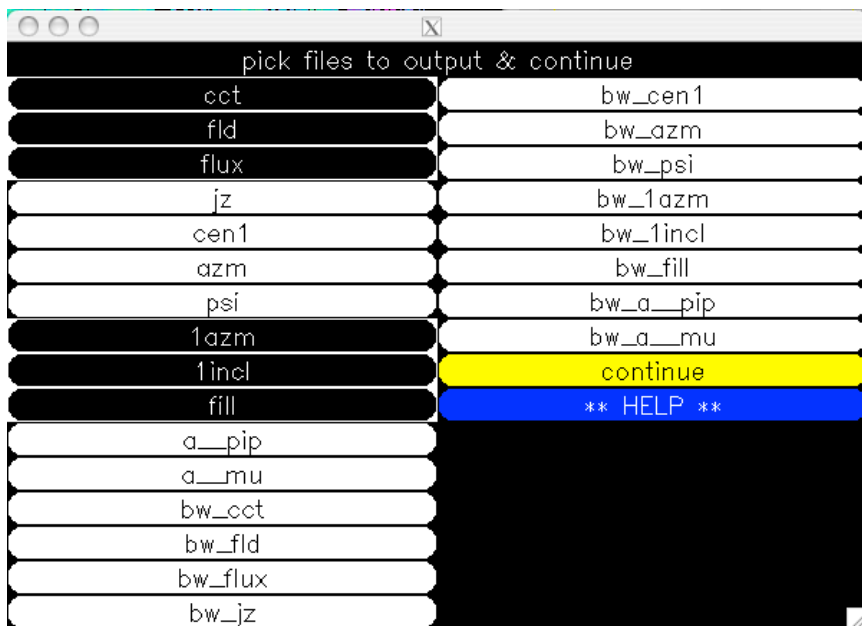 X
pick files to output & continue
cct
fld
flux
jz
cen1
azm
psi
1azm
1incl
fill
a__pip
a__mu
bw_cct
bw_fld
bw_flux
bw_jz
bw_cen1
bw_azm
bw_psi
bw_1azm
bw_1incl
bw_fill
bw_a__pip
bw_a__mu
continue
** HELP **